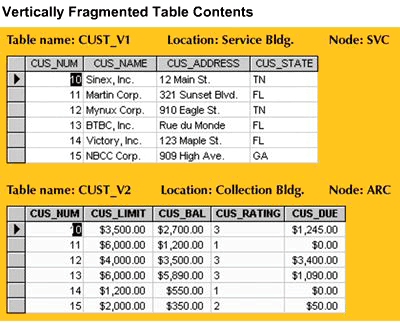 Vertically Fragmented Table Contents
Table name: CUST_V1 Location: Service Bldg. Node: SVC
CUS_NUM CUS_NAME CUS_ADDRESS CUS_STATE
10 Sinex, Inc. 12 Main St. TN
11 Martin Corp. 321 Sunset Blvd. FL
12 Mynux Corp. 910 Eagle St. TN
13 BTBC, Inc. Rue du Monde FL
14 Victory, Inc. 123 Maple St. FL
15 NBCC Corp. 909 High Ave. GA
Table name: CUST_V2 Location: Collection Bldg. Node: ARC
CUS_NUM CUS_LIMIT CUS_BAL CUS_RATING CUS_DUE
10 $3,500.00 $2,700.00 3 $1,245.00
11 $6,000.00 $1,200.00 1 $0.00
12 $4,000.00 $3,500.00 3 $3,400.00
13 $6,000.00 $5,890.00 3 $1,090.00
14 $1,200.00 $550.00 1 $0.00
15 $2,000.00 $350.00 2 $50.00